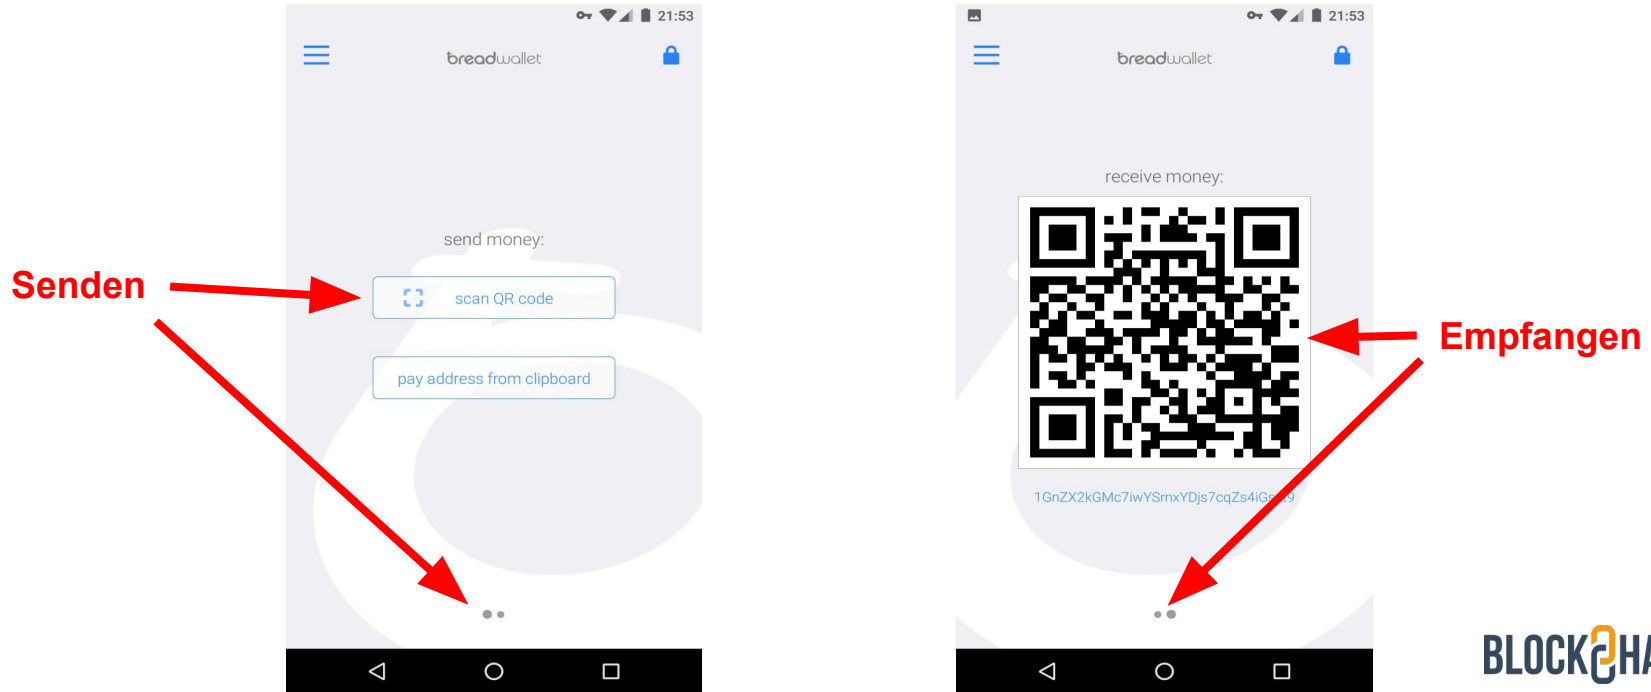 21:53
breadwallet
send money:
scan QR code
pay address from clipboard
Senden
21:53
breadwallet
receive money:
Empfangen